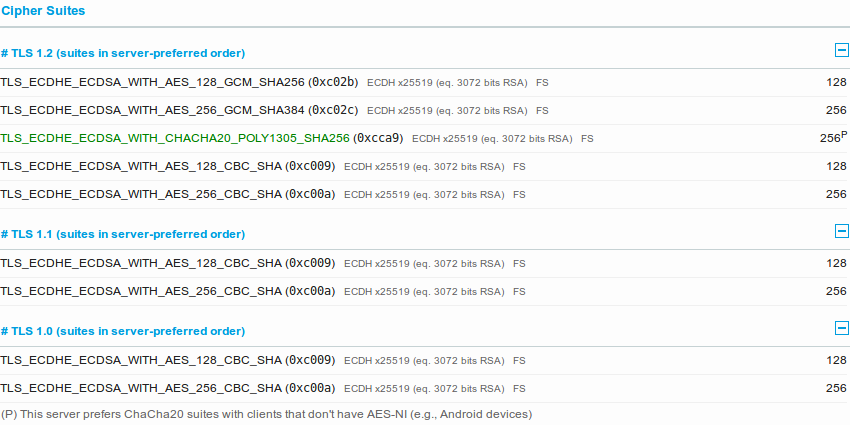 Cipher Suites
# TLS 1.2 (suites in server-preferred order)
TLS_ECDHE_ECDSA_WITH_AES_128_GCM_SHA256 (0xc02b) ECDH x25519 (eq. 3072 bits RSA) FS 128
TLS_ECDHE_ECDSA_WITH_AES_256_GCM_SHA384 (0xc02c) ECDH x25519 (eq. 3072 bits RSA) FS 256
TLS_ECDHE_ECDSA_WITH_CHACHA20_POLY1305_SHA256 (0xcca9) ECDH x25519 (eq. 3072 bits RSA) FS 256P
TLS_ECDHE_ECDSA_WITH_AES_128_CBC_SHA (0xc009) ECDH x25519 (eq. 3072 bits RSA) FS 128
TLS_ECDHE_ECDSA_WITH_AES_256_CBC_SHA (0xc00a) ECDH x25519 (eq. 3072 bits RSA) FS 256
# TLS 1.1 (suites in server-preferred order)
TLS_ECDHE_ECDSA_WITH_AES_128_CBC_SHA (0xc009) ECDH x25519 (eq. 3072 bits RSA) FS 128
TLS_ECDHE_ECDSA_WITH_AES_256_CBC_SHA (0xc00a) ECDH x25519 (eq. 3072 bits RSA) FS 256
# TLS 1.0 (suites in server-preferred order)
TLS_ECDHE_ECDSA_WITH_AES_128_CBC_SHA (0xc009) ECDH x25519 (eq. 3072 bits RSA) FS 128
TLS_ECDHE_ECDSA_WITH_AES_256_CBC_SHA (0xc00a) ECDH x25519 (eq. 3072 bits RSA) FS 256
(P) This server prefers ChaCha20 suites with clients that don't have AES-NI (e.g., Android devices)